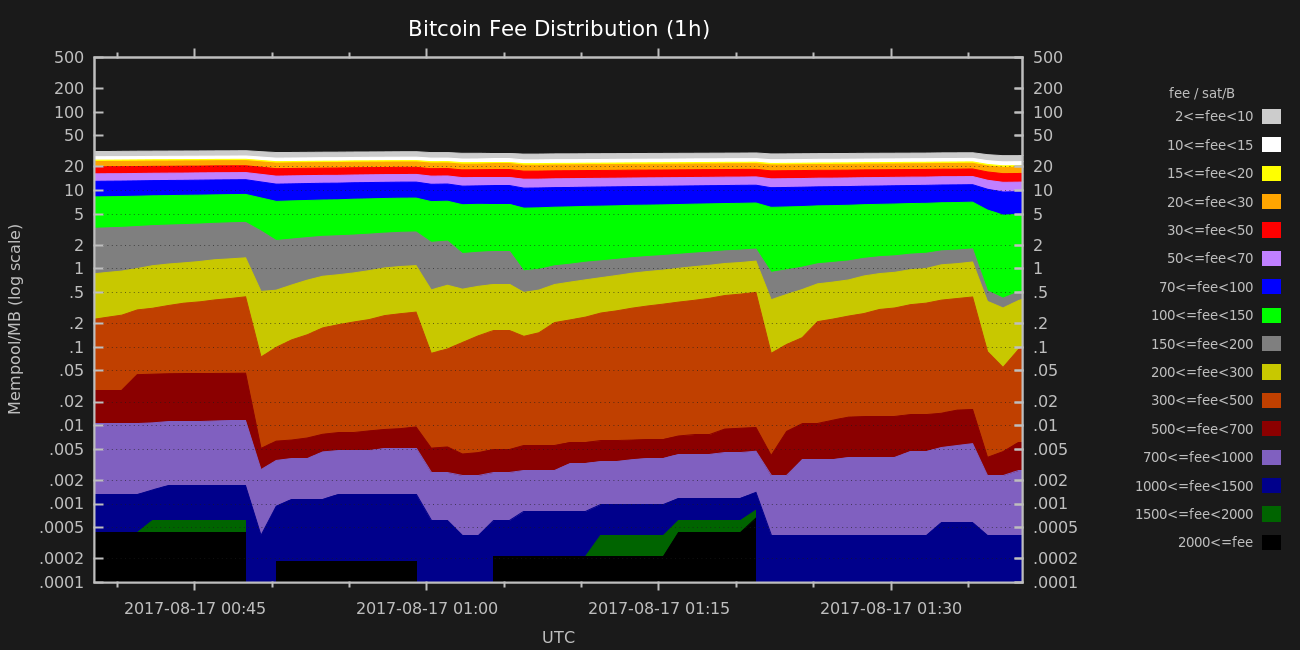 Bitcoin Fee Distribution (1h)
500 500
200 200
100 100
50 50
20 20
10 10
5 5
2 2
1 1
.5 .5
.2 .2
.1 .1
.05 .05
.02 .02
.01 .01
.005 .005
.002 .002
.001 .001
.0005 .0005
.0002 .0002
.0001 .0001
Mempool/MB (log scale)
2017-08-17 00:45 2017-08-17 01:00 2017-08-17 01:15 2017-08-17 01:30
UTC
fee / sat/B
2<=fee<10
10<=fee<15
15<=fee<20
20<=fee<30
30<=fee<50
50<=fee<70
70<=fee<100
100<=fee<150
150<=fee<200
200<=fee<300
300<=fee<500
500<=fee<700
700<=fee<1000
1000<=fee<1500
1500<=fee<2000
2000<=fee